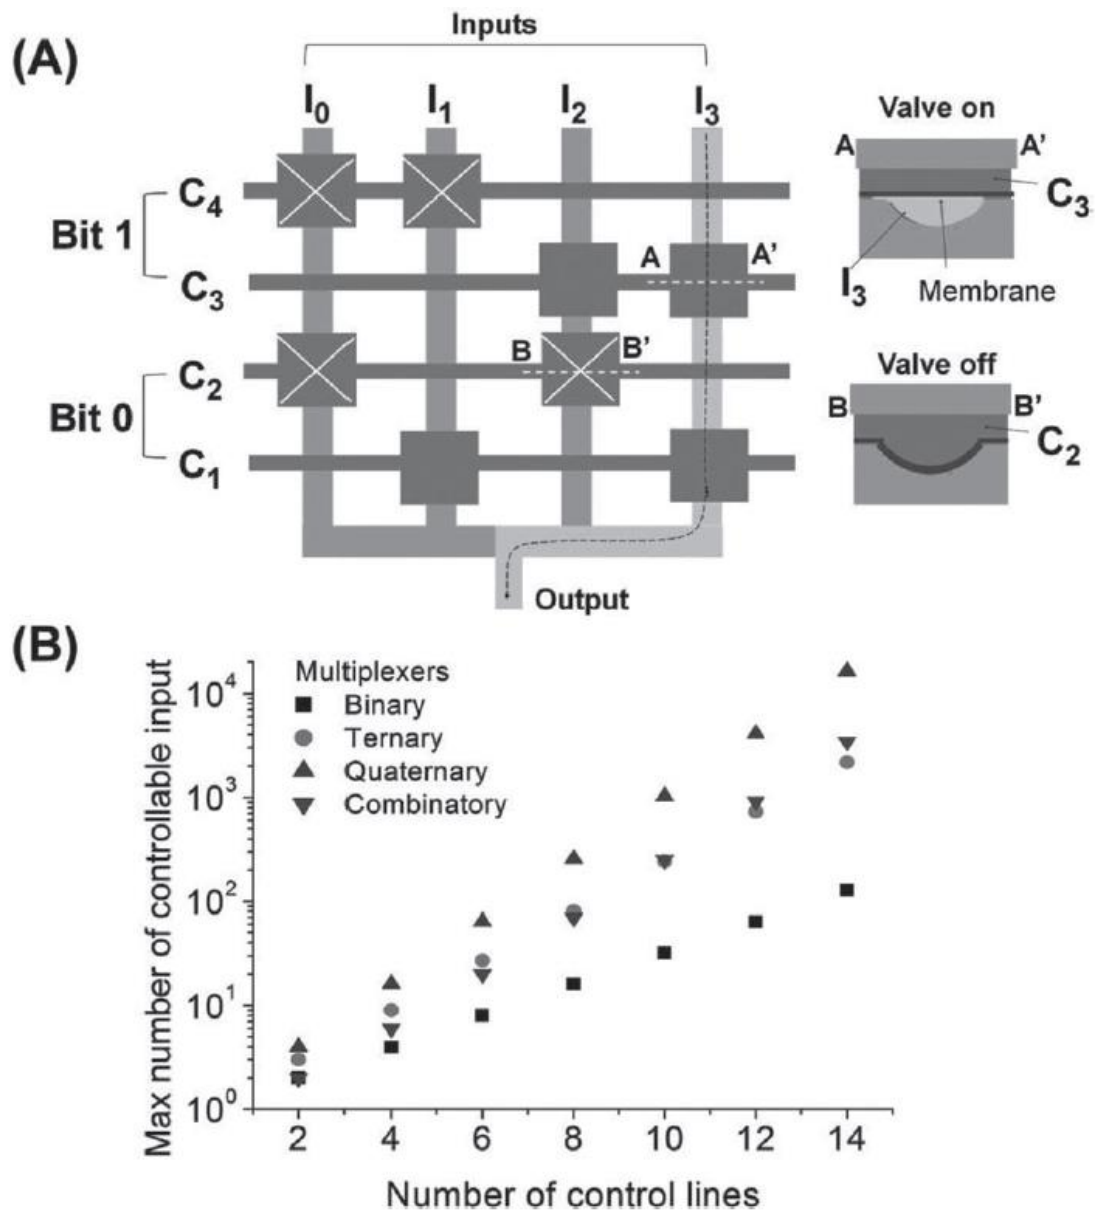 (A)
Inputs
I0 I1 I2 I3
Bit 1
C4
C3
A A'
Bit 0
C2
B B'
C1
Output
Valve on
A A'
C3
I3
Membrane
Valve off
B B'
C2
(B)
Max number of controllable input
10^4
10^3
10^2
10^1
10^0
Multiplexers
Binary
Ternary
Quaternary
Combinatory
2 4 6 8 10 12 14
Number of control lines